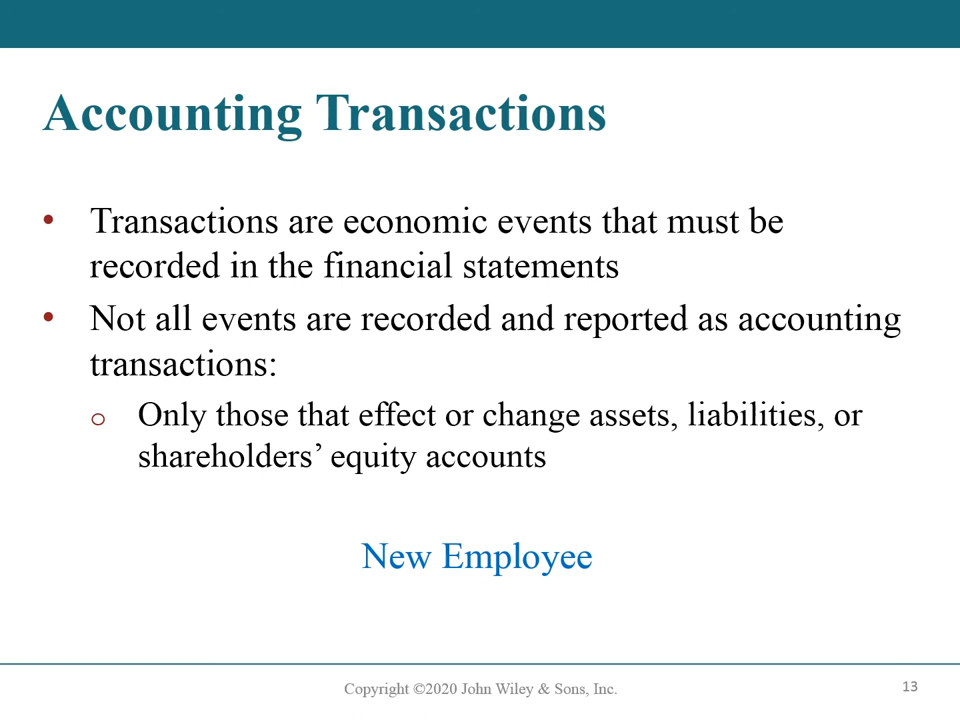 Accounting Transactions
• Transactions are economic events that must be
recorded in the financial statements
• Not all events are recorded and reported as accounting
transactions:
o Only those that effect or change assets, liabilities, or
shareholders’ equity accounts
New Employee
Copyright ©2020 John Wiley & Sons, Inc.
13